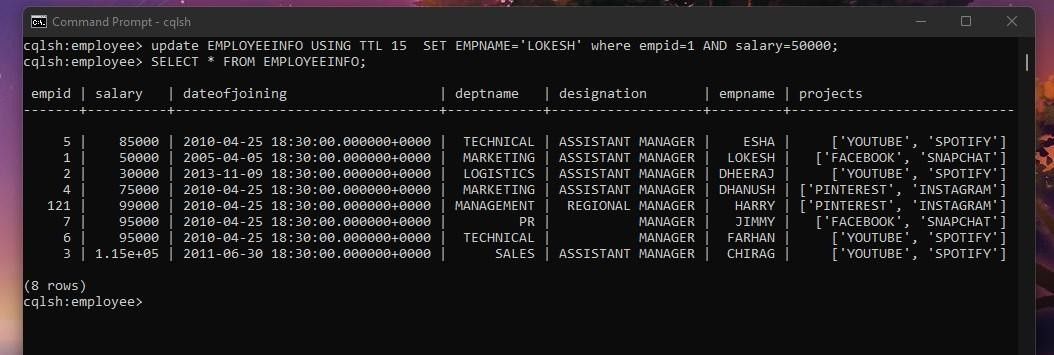 Command Prompt - cqlsh
cqlsh:employee> update EMPLOYEEINFO USING TTL 15  SET EMPNAME='LOKESH' where empid=1 AND salary=50000;
cqlsh:employee> SELECT * FROM EMPLOYEEINFO;
 empid | salary   | dateofjoining                   | deptname   | designation       | empname | projects
-------+----------+---------------------------------+------------+-------------------+---------+----------------------------
     5 |    85000 | 2010-04-25 18:30:00.000000+0000 |  TECHNICAL | ASSISTANT MANAGER |    ESHA |     ['YOUTUBE', 'SPOTIFY']
     1 |    50000 | 2005-04-05 18:30:00.000000+0000 |  MARKETING | ASSISTANT MANAGER |  LOKESH |   ['FACEBOOK', 'SNAPCHAT']
     2 |    30000 | 2013-11-09 18:30:00.000000+0000 |  LOGISTICS | ASSISTANT MANAGER | DHEERAJ |     ['YOUTUBE', 'SPOTIFY']
     4 |    75000 | 2010-04-25 18:30:00.000000+0000 |  MARKETING | ASSISTANT MANAGER | DHANUSH | ['PINTEREST', 'INSTAGRAM']
   121 |    99000 | 2010-04-25 18:30:00.000000+0000 | MANAGEMENT |  REGIONAL MANAGER |   HARRY | ['PINTEREST', 'INSTAGRAM']
     7 |    95000 | 2010-04-25 18:30:00.000000+0000 |         PR |           MANAGER |   JIMMY |   ['FACEBOOK', 'SNAPCHAT']
     6 |    95000 | 2010-04-25 18:30:00.000000+0000 |  TECHNICAL |           MANAGER |  FARHAN |     ['YOUTUBE', 'SPOTIFY']
     3 | 1.15e+05 | 2011-06-30 18:30:00.000000+0000 |      SALES | ASSISTANT MANAGER |  CHIRAG |     ['YOUTUBE', 'SPOTIFY']
(8 rows)
cqlsh:employee>